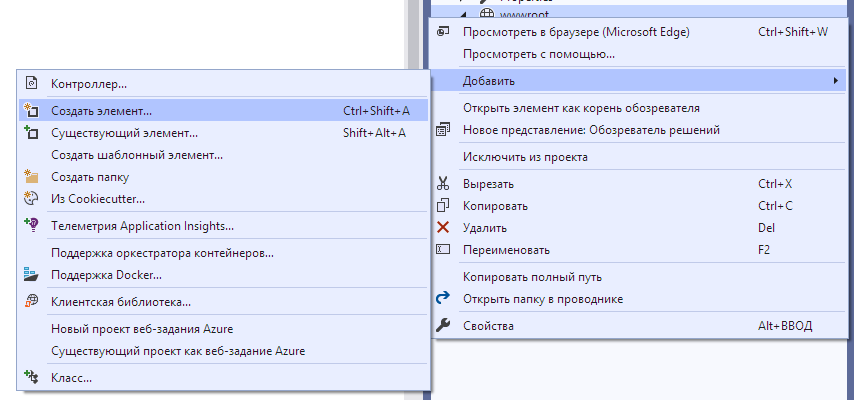 Properties
wwwroot
Просмотреть в браузере (Microsoft Edge) Ctrl+Shift+W
Просмотреть с помощью...
Добавить
Открыть элемент как корень обозревателя
Новое представление: Обозреватель решений
Исключить из проекта
Вырезать Ctrl+X
Копировать Ctrl+C
Удалить Del
Переименовать F2
Копировать полный путь
Открыть папку в проводнике
Свойства Alt+ВВОД
Контроллер...
Создать элемент... Ctrl+Shift+A
Существующий элемент... Shift+Alt+A
Создать шаблонный элемент...
Создать папку
Из Cookiecutter...
Телеметрия Application Insights...
Поддержка оркестратора контейнеров...
Поддержка Docker...
Клиентская библиотека...
Новый проект веб-задания Azure
Существующий проект как веб-задание Azure
Класс...